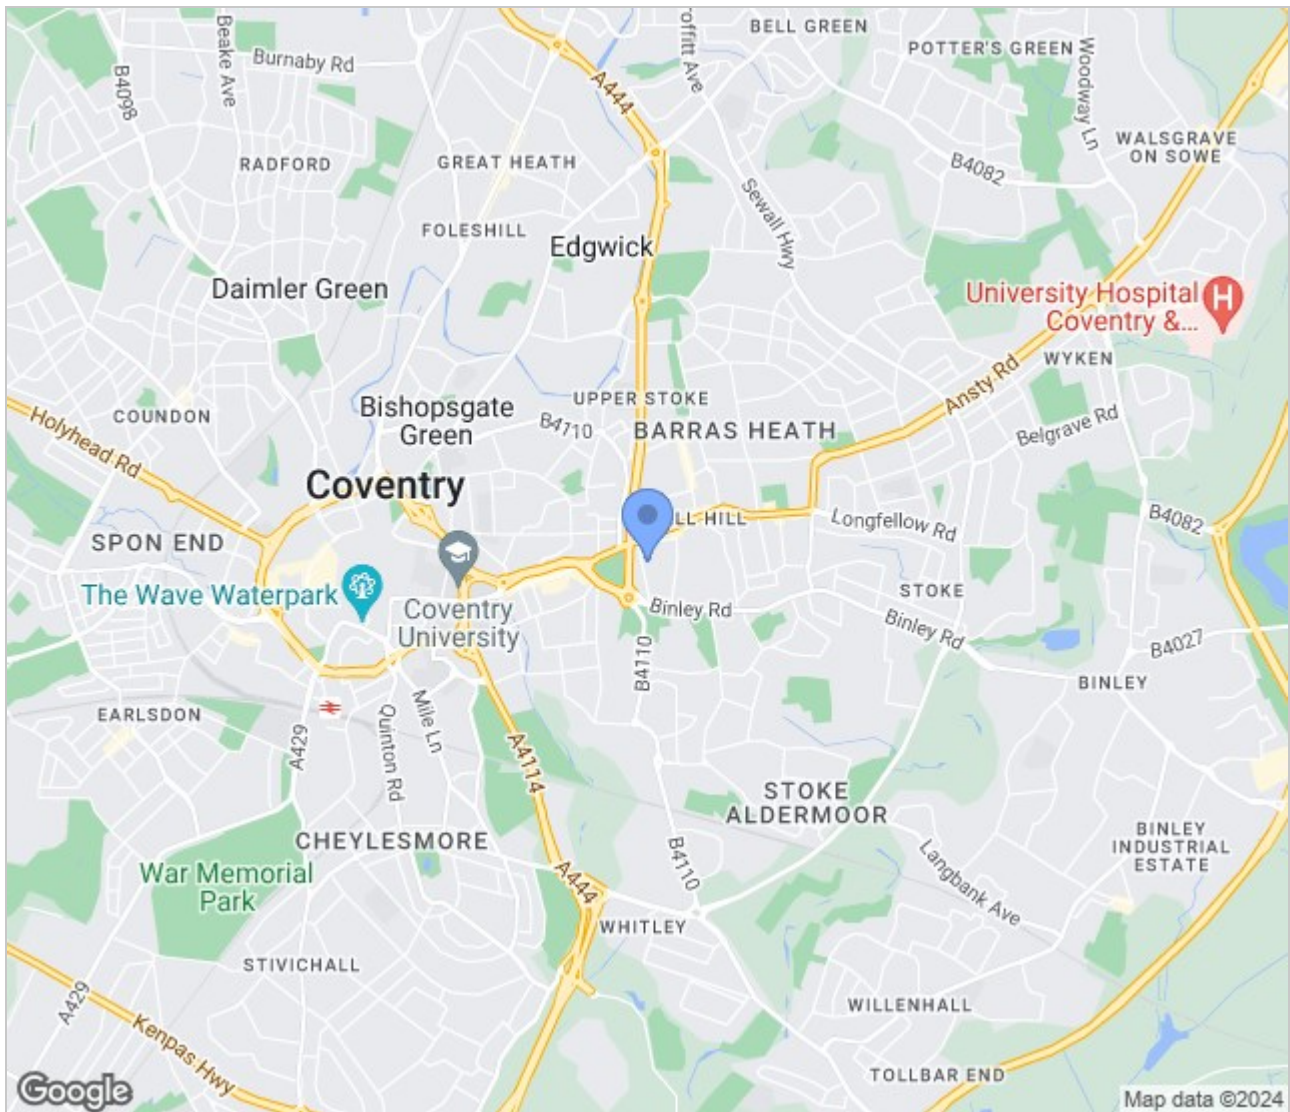 BELL GREEN
POTTER'S GREEN
Burnaby Rd
Beake Ave
B4098
A444
Woodway Ln
WALSGRAVE
ON SOWE
RADFORD
GREAT HEATH
B4082
Sewall Hwy
FOLESHILL
Edgwick
Daimler Green
University Hospital
Coventry &...
H
WYKEN
Ansty Rd
UPPER STOKE
Bishopsgate
Green
COUNDON
B4110
BARRAS HEATH
Belgrave Rd
Holyhead Rd
Coventry
LL HILL
Longfellow Rd
B4082
SPON END
The Wave Waterpark
Coventry
University
STOKE
Binley Rd
Binley Rd
B4027
B4110
BINLEY
EARLSDON
Mile Ln
Quinton Rd
A429
A4114
STOKE
ALDERMOOR
CHEYLESMORE
BINLEY
INDUSTRIAL
ESTATE
War Memorial
Park
B4110
Langbank Ave
A444
WHITLEY
STIVICHALL
A429
WILLENHALL
Kenpas Hwy
TOLLBAR END
Google
Map data ©2024